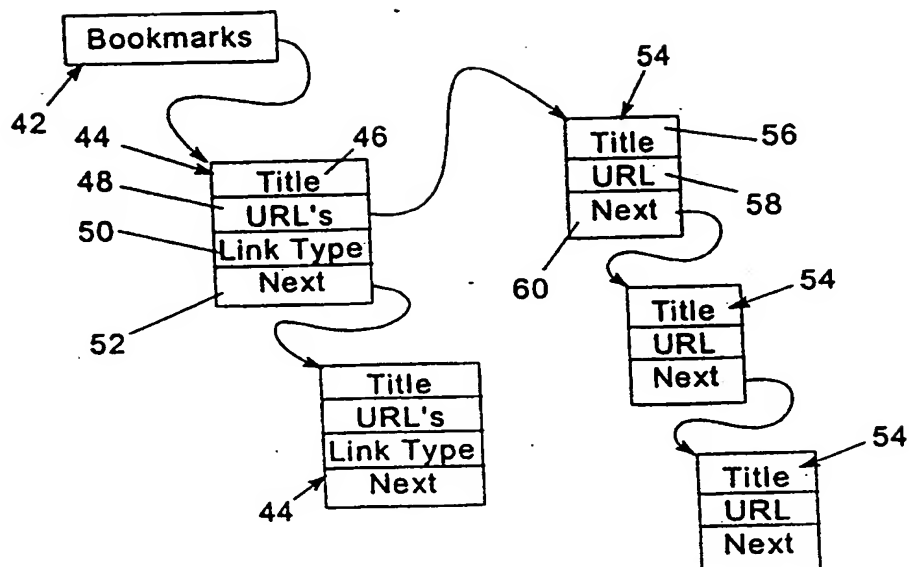 Bookmarks
42
44
46
Title
48
URL's
50
Link Type
Next
52
Title
URL's
Link Type
Next
44
54
Title
56
URL
58
Next
60
54
Title
URL
Next
54
Title
URL
Next